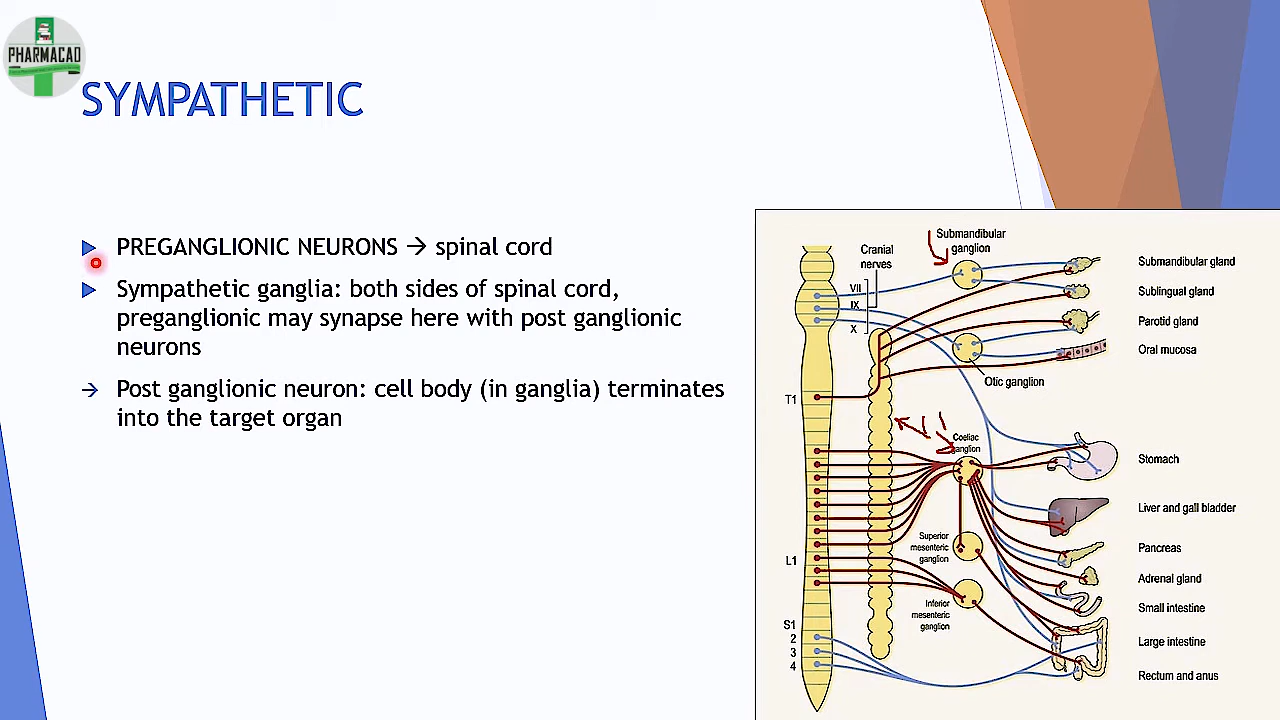 PHARMACAD
SYMPATHETIC
PREGANGLIONIC NEURONS → spinal cord
Sympathetic ganglia: both sides of spinal cord,
preganglionic may synapse here with post ganglionic
neurons
→ Post ganglionic neuron: cell body (in ganglia) terminates
into the target organ
Submandibular
ganglion
Cranial
nerves
VII
IX
X
Otic ganglion
T1
Coeliac
ganglion
Superior
mesenteric
ganglion
L1
Inferior
mesenteric
ganglion
S1
2
3
4
Submandibular gland
Sublingual gland
Parotid gland
Oral mucosa
Stomach
Liver and gall bladder
Pancreas
Adrenal gland
Small intestine
Large intestine
Rectum and anus